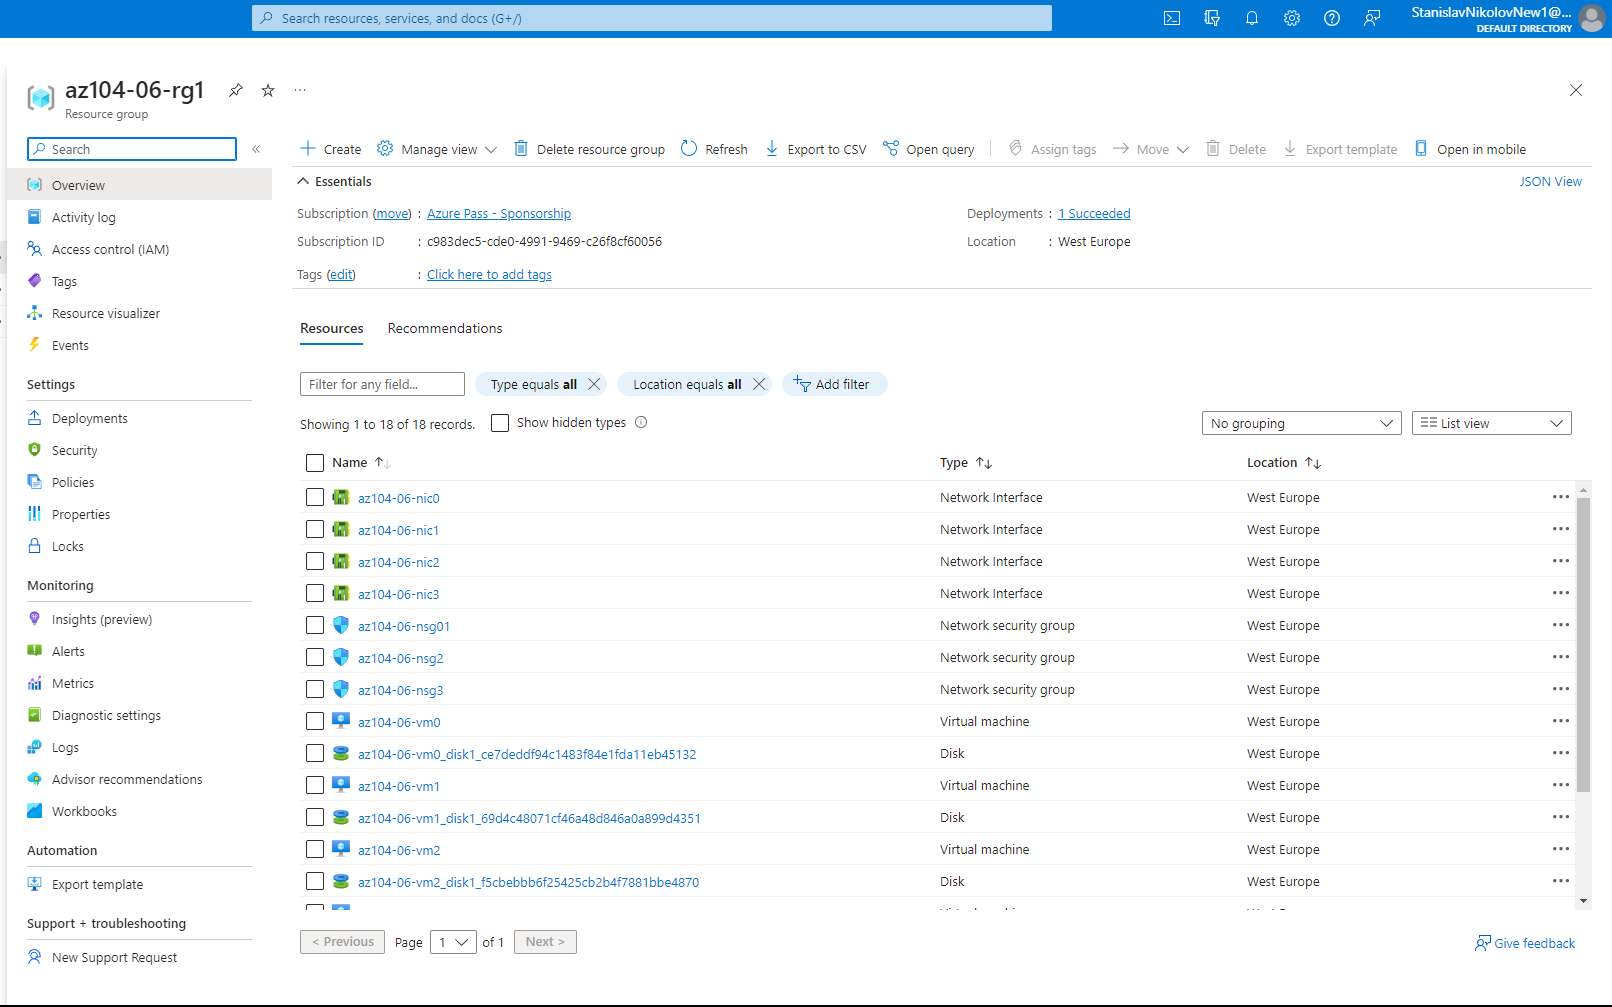 Search resources, services, and docs (G+/)
StanislavNikolovNew1@...
DEFAULT DIRECTORY
az104-06-rg1
Resource group
Search
Overview
Activity log
Access control (IAM)
Tags
Resource visualizer
Events
Settings
Deployments
Security
Policies
Properties
Locks
Monitoring
Insights (preview)
Alerts
Metrics
Diagnostic settings
Logs
Advisor recommendations
Workbooks
Automation
Export template
Support + troubleshooting
New Support Request
Create Manage view Delete resource group Refresh Export to CSV Open query Assign tags Move Delete Export template Open in mobile
Essentials JSON View
Subscription (move) : Azure Pass - Sponsorship Deployments : 1 Succeeded
Subscription ID : c983dec5-cde0-4991-9469-c26f8cf60056 Location : West Europe
Tags (edit) : Click here to add tags
Resources Recommendations
Filter for any field... Type equals all Location equals all Add filter
Showing 1 to 18 of 18 records. Show hidden types No grouping List view
Name Type Location
az104-06-nic0 Network Interface West Europe
az104-06-nic1 Network Interface West Europe
az104-06-nic2 Network Interface West Europe
az104-06-nic3 Network Interface West Europe
az104-06-nsg01 Network security group West Europe
az104-06-nsg2 Network security group West Europe
az104-06-nsg3 Network security group West Europe
az104-06-vm0 Virtual machine West Europe
az104-06-vm0_disk1_ce7deddf94c1483f84e1fda11eb45132 Disk West Europe
az104-06-vm1 Virtual machine West Europe
az104-06-vm1_disk1_69d4c48071cf46a48d846a0a899d4351 Disk West Europe
az104-06-vm2 Virtual machine West Europe
az104-06-vm2_disk1_f5cbebbb6f25425cb2b4f7881bbe4870 Disk West Europe
< Previous Page 1 of 1 Next > Give feedback